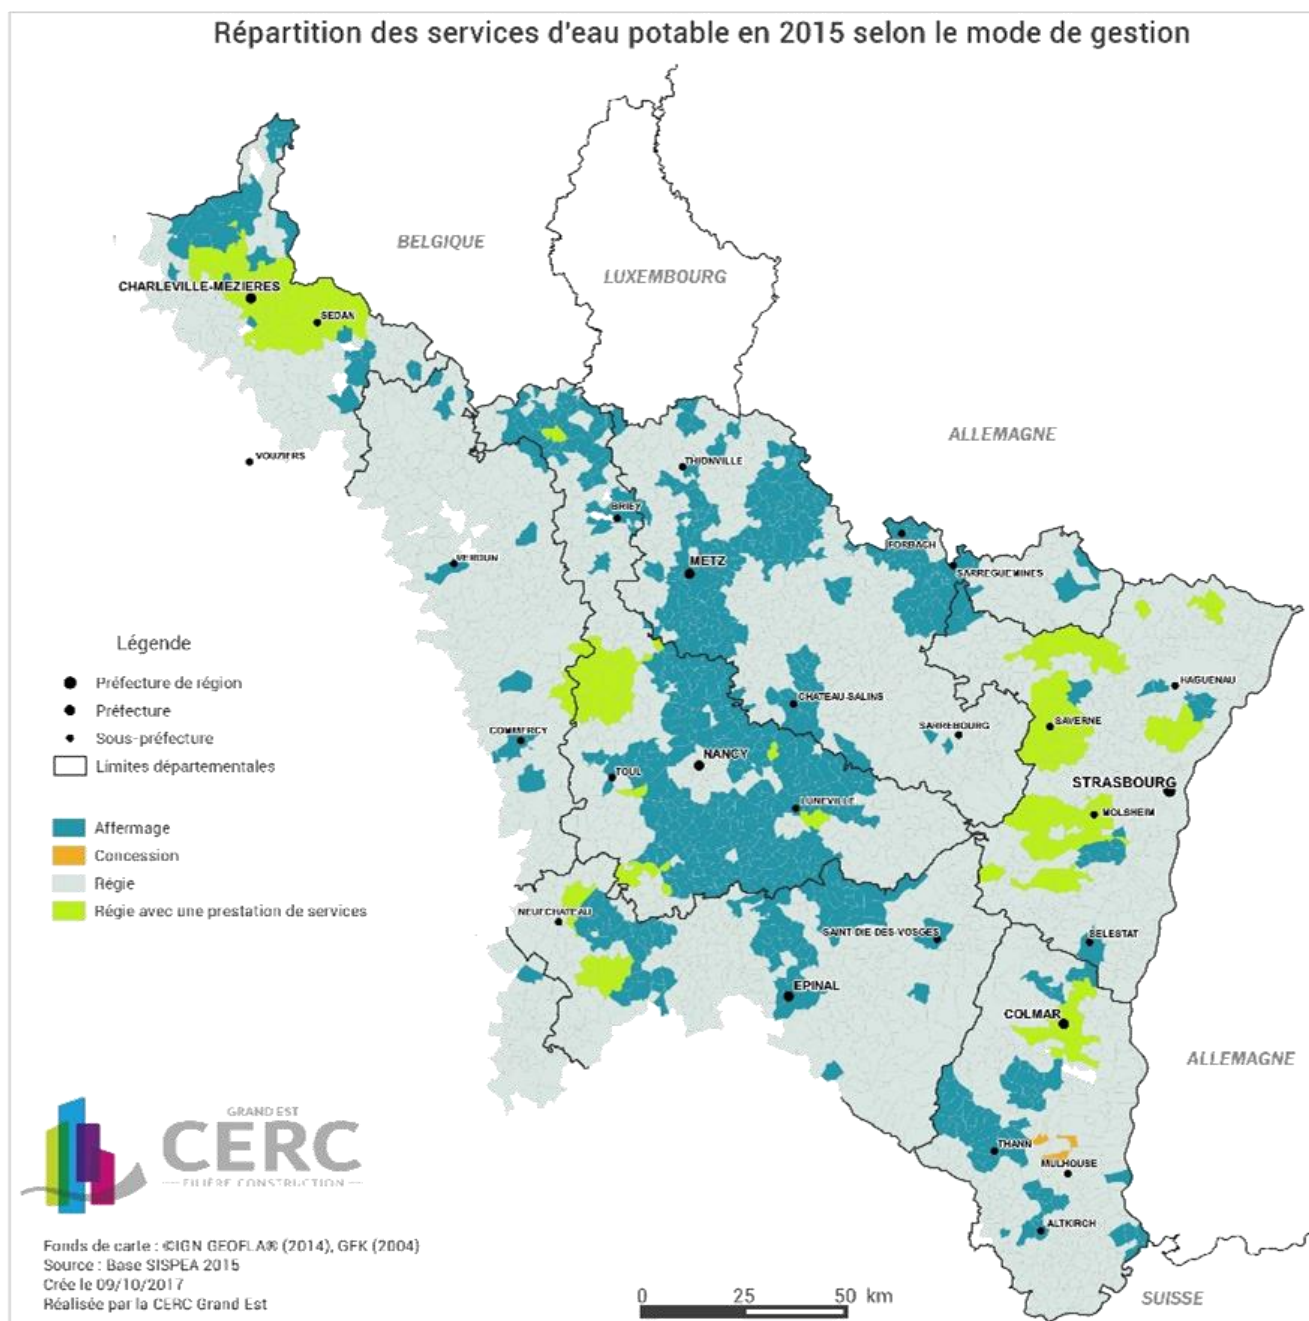 Répartition des services d'eau potable en 2015 selon le mode de gestion
BELGIQUE
LUXEMBOURG
CHARLEVILLE-MEZIERES
SEDAN
ALLEMAGNE
VOUZIERS
THIONVILLE
BRIEY
FORBACH
VERDUN
METZ
SARREGUEMINES
HAGUENAU
CHATEAU-SALINS
SARREBOURG
SAVERNE
COMMERCY
NANCY
TOUL
STRASBOURG
LUNEVILLE
MOLSHEIM
NEUFCHATEAU
SAINT-DIE-DES-VOSGES
SELESTAT
EPINAL
COLMAR
ALLEMAGNE
THANN
MULHOUSE
ALTKIRCH
SUISSE
Légende
Préfecture de région
Préfecture
Sous-préfecture
Limites départementales
Affermage
Concession
Régie
Régie avec une prestation de services
GRAND EST
CERC
FILIÈRE CONSTRUCTION
Fonds de carte : ©IGN GEOFLA® (2014), GFK (2004)
Source : Base SISPEA 2015
Crée le 09/10/2017
Réalisée par la CERC Grand Est
0 25 50 km